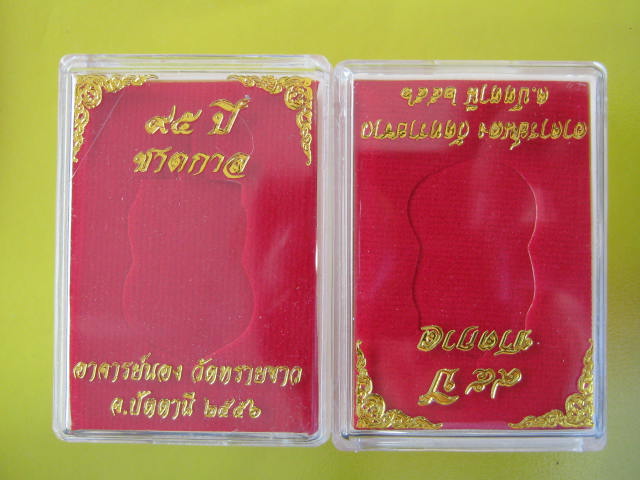 ๙๕ ปี
ชาตกาล
อาจารย์นอง วัดทรายขาว
จ.ปัตตานี ๒๕๕๖
๙๕ ปี
ชาตกาล
อาจารย์นอง วัดทรายขาว
จ.ปัตตานี ๒๕๕๖